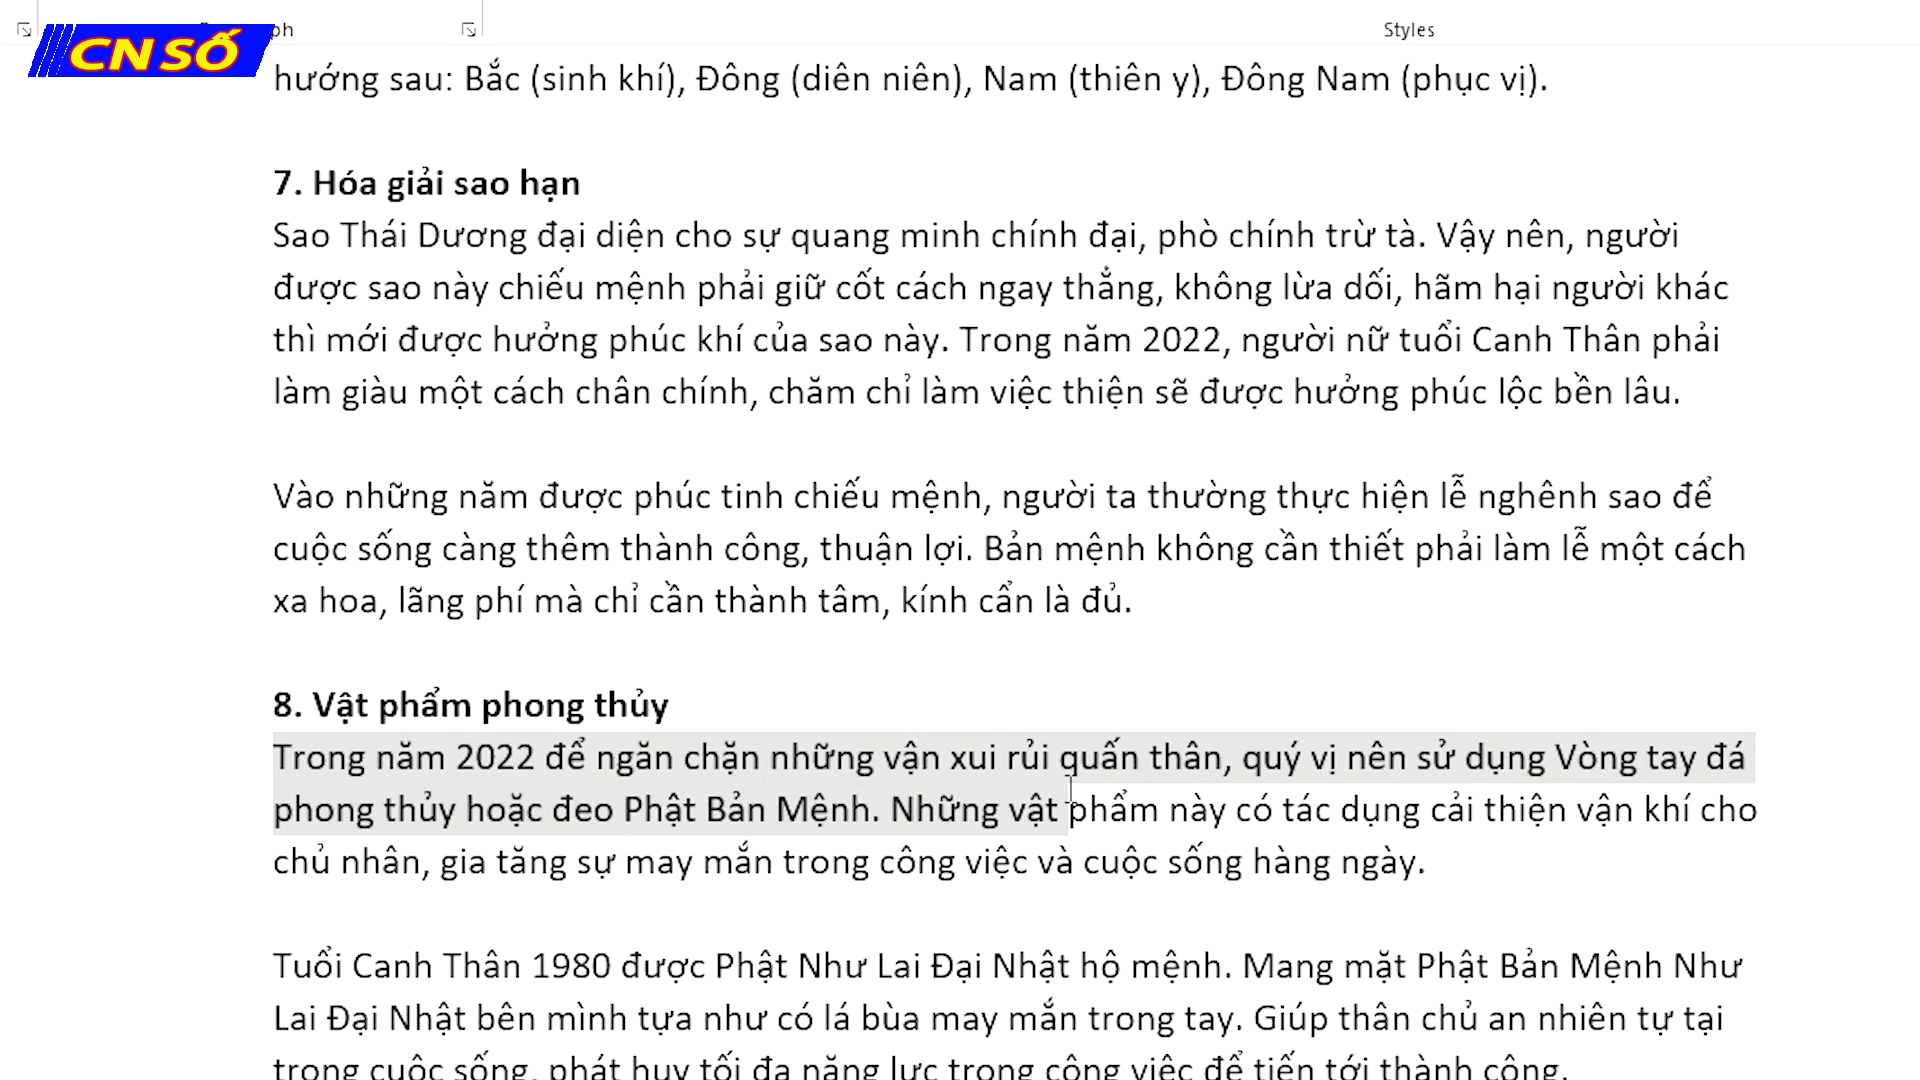 Styles
CN SỐ
hướng sau: Bắc (sinh khí), Đông (diên niên), Nam (thiên y), Đông Nam (phục vị).
7. Hóa giải sao hạn
Sao Thái Dương đại diện cho sự quang minh chính đại, phò chính trừ tà. Vậy nên, người
được sao này chiếu mệnh phải giữ cốt cách ngay thẳng, không lừa dối, hãm hại người khác
thì mới được hưởng phúc khí của sao này. Trong năm 2022, người nữ tuổi Canh Thân phải
làm giàu một cách chân chính, chăm chỉ làm việc thiện sẽ được hưởng phúc lộc bền lâu.
Vào những năm được phúc tinh chiếu mệnh, người ta thường thực hiện lễ nghênh sao để
cuộc sống càng thêm thành công, thuận lợi. Bản mệnh không cần thiết phải làm lễ một cách
xa hoa, lãng phí mà chỉ cần thành tâm, kính cẩn là đủ.
8. Vật phẩm phong thủy
Trong năm 2022 để ngăn chặn những vận xui rủi quấn thân, quý vị nên sử dụng Vòng tay đá
phong thủy hoặc đeo Phật Bản Mệnh. Những vật phẩm này có tác dụng cải thiện vận khí cho
chủ nhân, gia tăng sự may mắn trong công việc và cuộc sống hàng ngày.
Tuổi Canh Thân 1980 được Phật Như Lai Đại Nhật hộ mệnh. Mang mặt Phật Bản Mệnh Như
Lai Đại Nhật bên mình tựa như có lá bùa may mắn trong tay. Giúp thân chủ an nhiên tự tại
trong cuộc sống, phát huy tối đa năng lực trong công việc để tiến tới thành công.